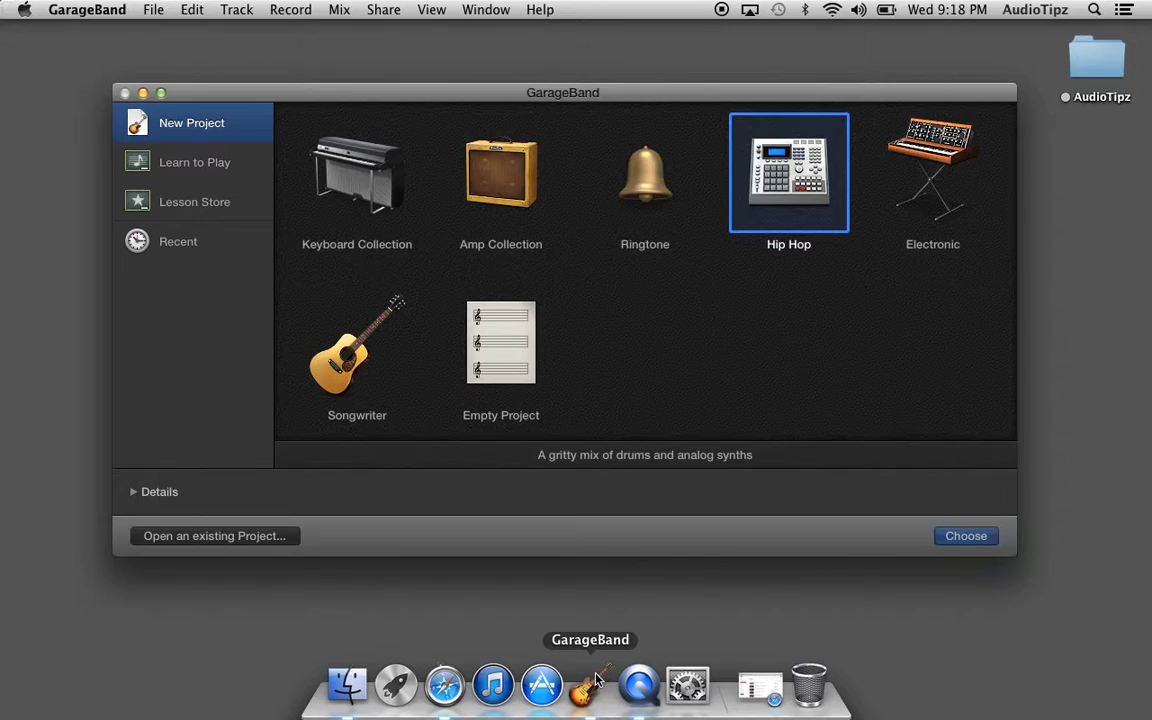 GarageBand File Edit Track Record Mix Share View Window Help Wed 9:18 PM AudioTipz
AudioTipz
GarageBand
New Project
Learn to Play
Lesson Store
Recent
Keyboard Collection Amp Collection Ringtone Hip Hop Electronic
Songwriter Empty Project
A gritty mix of drums and analog synths
Details
Open an existing Project... Choose
GarageBand